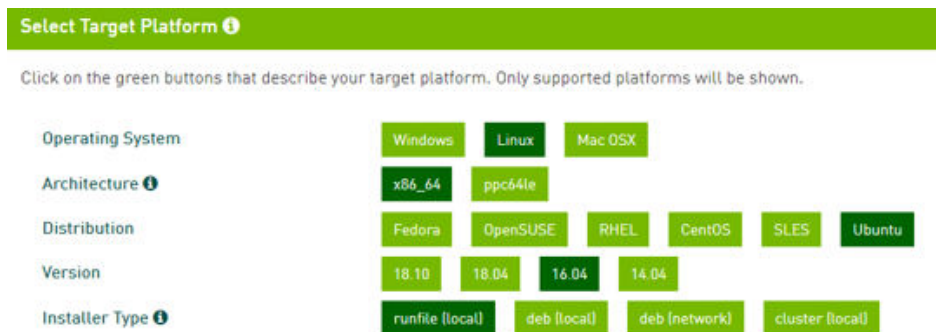 Select Target Platform
Click on the green buttons that describe your target platform. Only supported platforms will be shown.
Operating System Windows Linux Mac OSX
Architecture x86_64 ppc64le
Distribution Fedora OpenSUSE RHEL CentOS SLES Ubuntu
Version 18.10 18.04 16.04 14.04
Installer Type runfile (local) deb (local) deb (network) cluster (local)